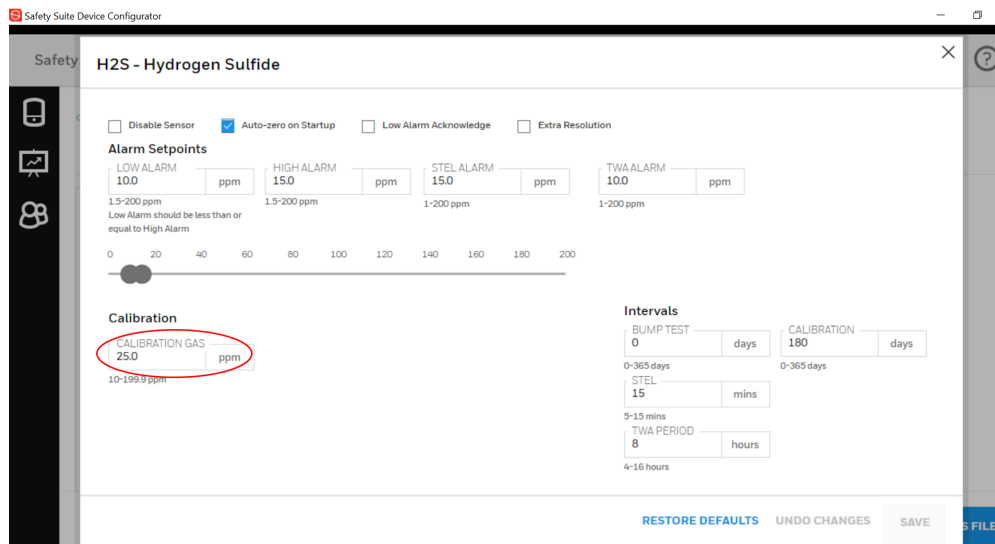 Safety Suite Device Configurator
Safety
H2S - Hydrogen Sulfide
Disable Sensor Auto-zero on Startup Low Alarm Acknowledge Extra Resolution
Alarm Setpoints
LOW ALARM HIGH ALARM STEL ALARM TWA ALARM
10.0 ppm 15.0 ppm 15.0 ppm 10.0 ppm
1.5-200 ppm 1.5-200 ppm 1-200 ppm 1-200 ppm
Low Alarm should be less than or
equal to High Alarm
0 20 40 60 80 100 120 140 160 180 200
Calibration
CALIBRATION GAS
25.0 ppm
10-199.9 ppm
Intervals
BUMP TEST CALIBRATION
0 days 180 days
0-365 days 0-365 days
STEL
15 mins
5-15 mins
TWA PERIOD
8 hours
4-16 hours
RESTORE DEFAULTS UNDO CHANGES SAVE
S FILE